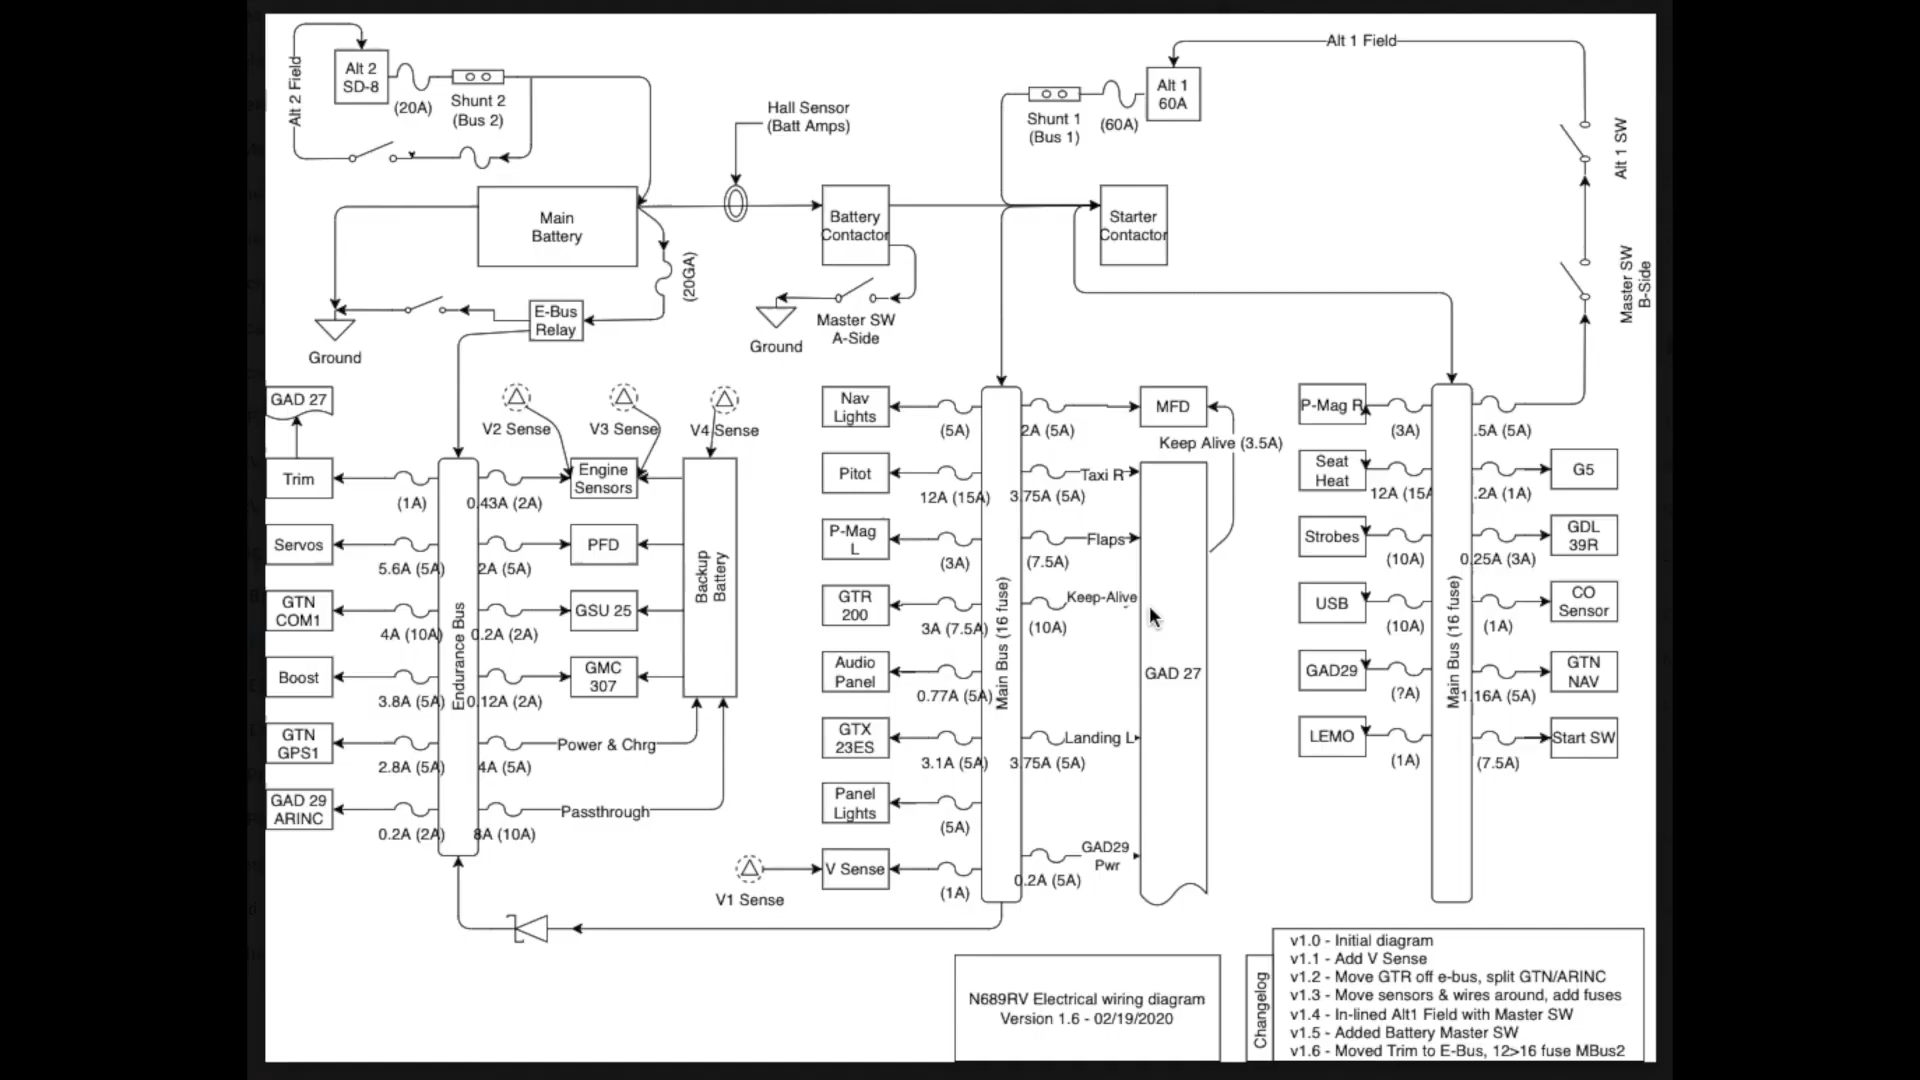 Alt 2 Field
Alt 2
SD-8
(20A)
Shunt 2
(Bus 2)
Hall Sensor
(Batt Amps)
Alt 1 Field
Alt 1
60A
Shunt 1
(Bus 1)
(60A)
Alt 1 SW
Main
Battery
Battery
Contactor
Starter
Contactor
(20GA)
Master SW
B-Side
E-Bus
Relay
Ground
Master SW
A-Side
Ground
GAD 27
V2 Sense
V3 Sense
V4 Sense
Trim
(1A)
Servos
5.6A (5A)
GTN
COM1
4A (10A)
Boost
3.8A (5A)
GTN
GPS1
2.8A (5A)
GAD 29
ARINC
0.2A (2A)
Endurance Bus
0.43A (2A)
Engine
Sensors
2A (5A)
PFD
0.2A (2A)
GSU 25
0.12A (2A)
GMC
307
4A (5A)
Power & Chrg
8A (10A)
Passthrough
Backup
Battery
Nav
Lights
(5A)
Pitot
12A (15A)
P-Mag
L
(3A)
GTR
200
3A (7.5A)
Audio
Panel
0.77A (5A)
GTX
23ES
3.1A (5A)
Panel
Lights
(5A)
V1 Sense
V Sense
(1A)
Main Bus (16 fuse)
2A (5A)
MFD
Keep Alive (3.5A)
Taxi R
3.75A (5A)
Flaps
(7.5A)
Keep-Alive
(10A)
GAD 27
Landing L
3.75A (5A)
GAD29
Pwr
0.2A (5A)
P-Mag R
(3A)
Seat
Heat
12A (15A
Strobes
(10A)
USB
(10A)
GAD29
(?A)
LEMO
(1A)
Main Bus (16 fuse)
.5A (5A)
G5
.2A (1A)
GDL
39R
0.25A (3A)
CO
Sensor
(1A)
GTN
NAV
1.16A (5A)
Start SW
(7.5A)
N689RV Electrical wiring diagram
Version 1.6 - 02/19/2020
Changelog
v1.0 - Initial diagram
v1.1 - Add V Sense
v1.2 - Move GTR off e-bus, split GTN/ARINC
v1.3 - Move sensors & wires around, add fuses
v1.4 - In-lined Alt1 Field with Master SW
v1.5 - Added Battery Master SW
v1.6 - Moved Trim to E-Bus, 12>16 fuse MBus2